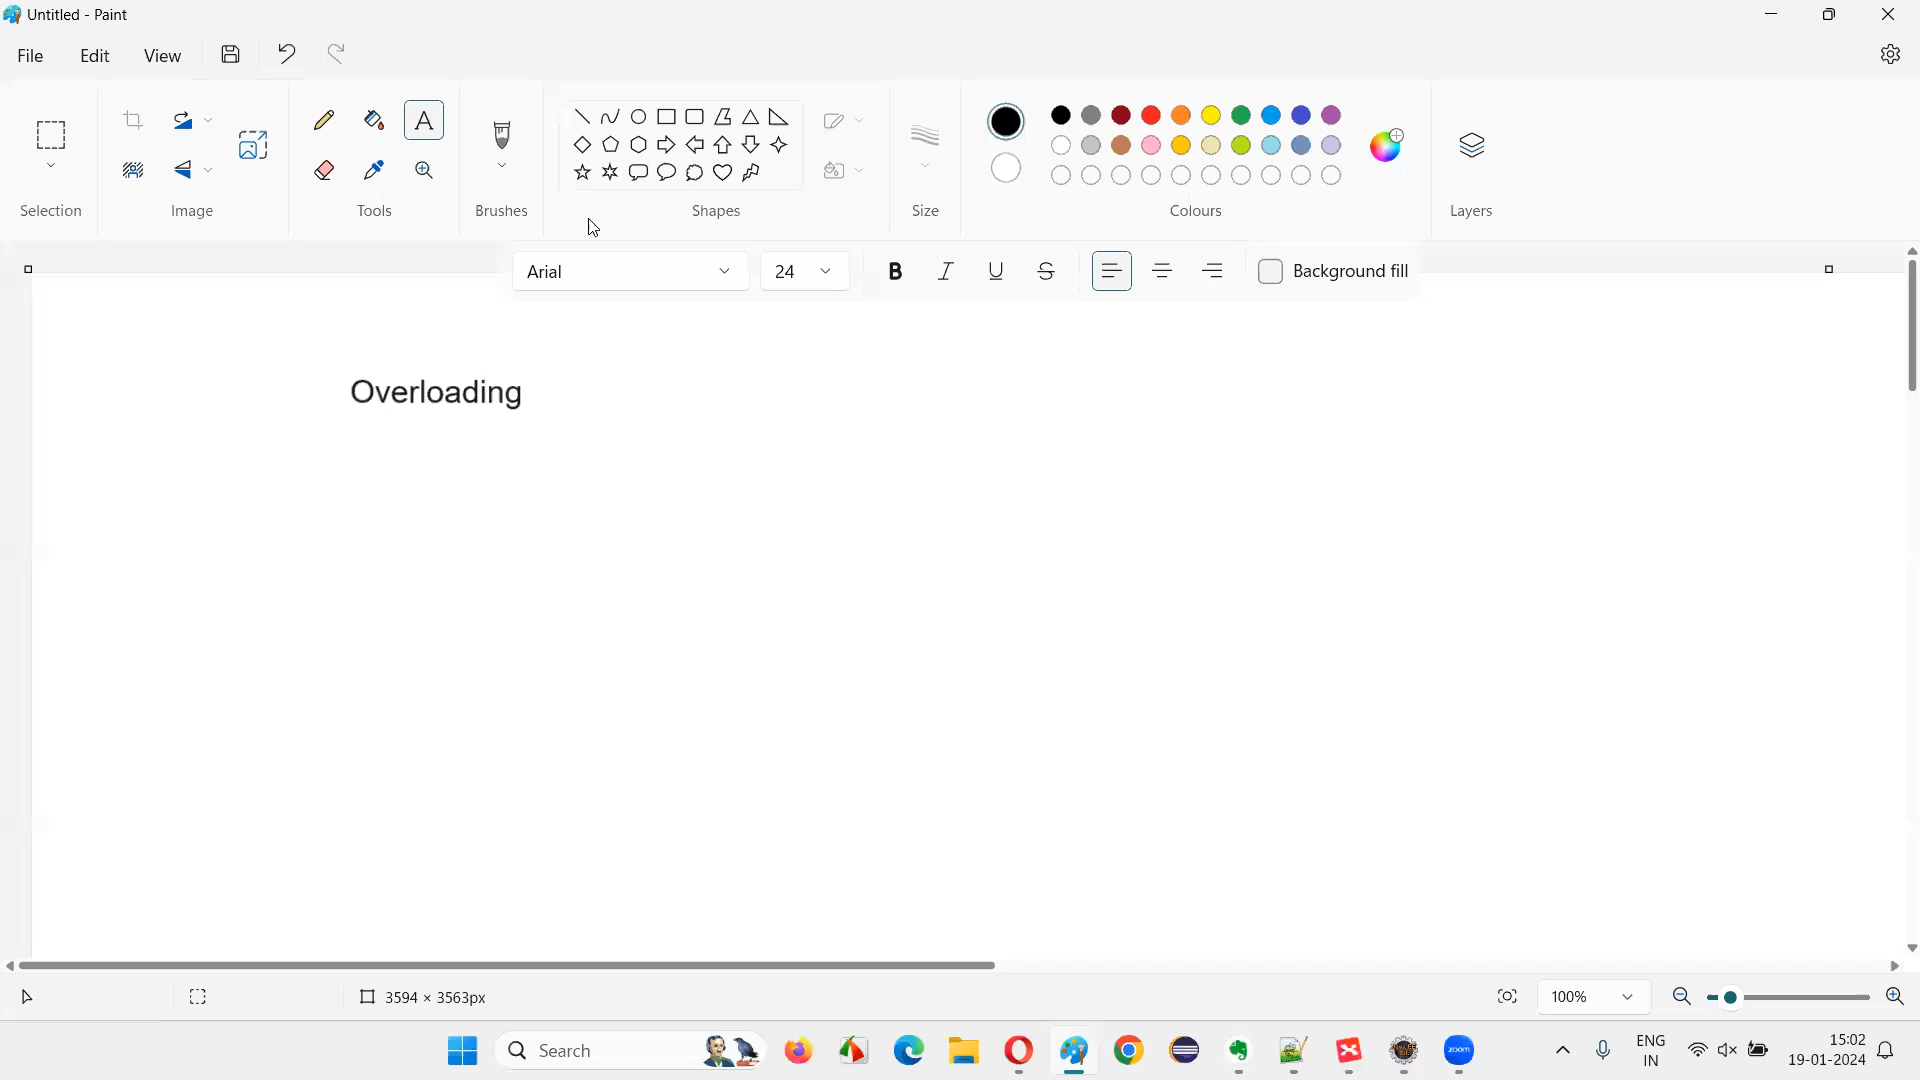 Untitled - Paint
File Edit View
Selection Image Tools Brushes Shapes Size Colours Layers
Arial 24 B I U S Background fill
Overloading
3594 × 3563px 100%
Search zoom ENG 15:02
IN 19-01-2024